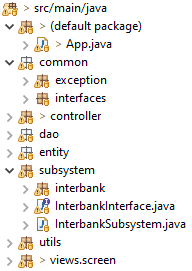 > src/main/java
> (default package)
> App.java
common
exception
interfaces
> controller
dao
entity
subsystem
interbank
InterbankInterface.java
InterbankSubsystem.java
utils
> views.screen